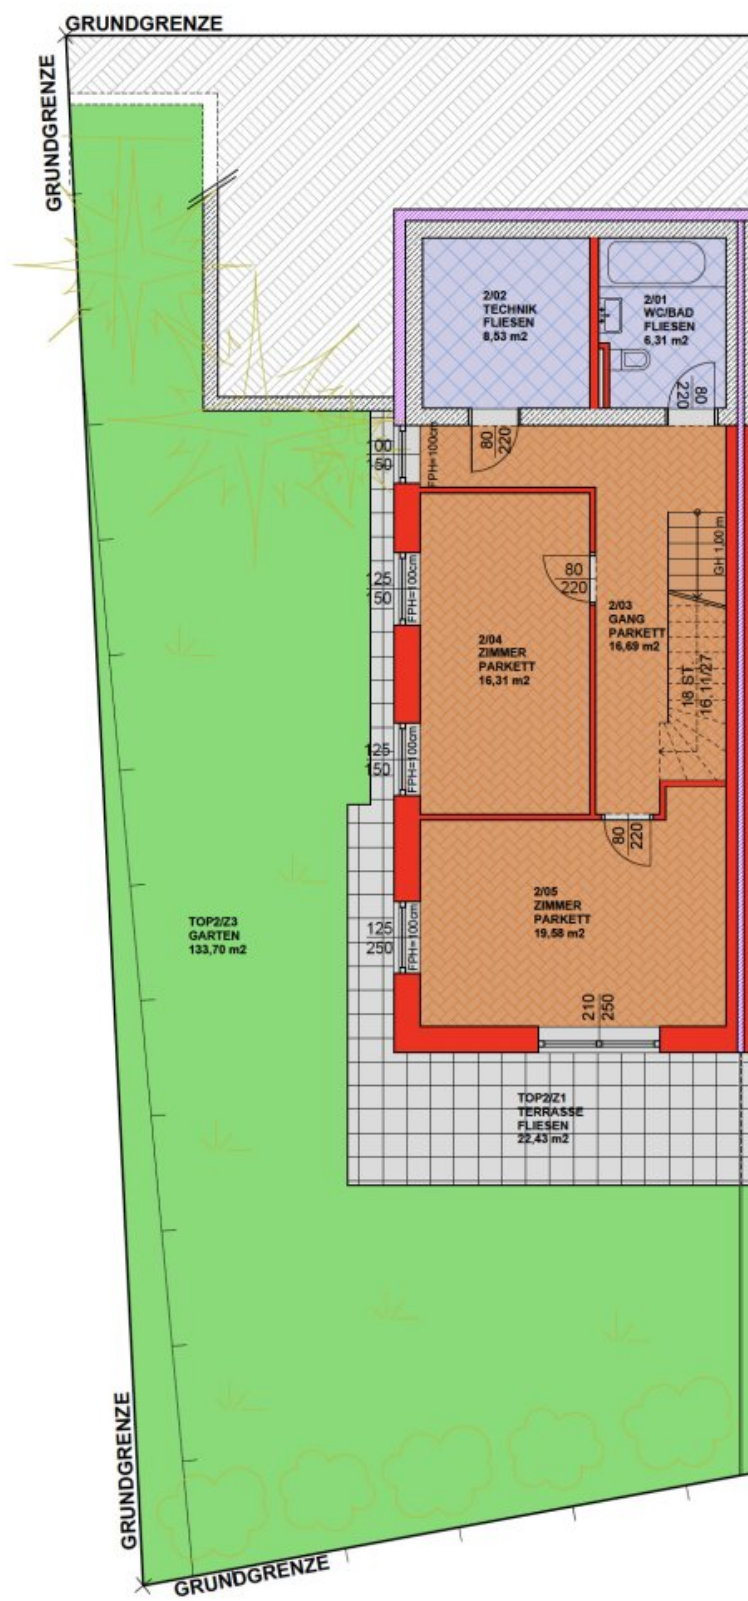 GRUNDGRENZE
GRUNDGRENZE
2/02
TECHNIK
FLIESEN
8,53 m2
2/01
WC/BAD
FLIESEN
6,31 m2
80
220
100
150
FPH=100cm
80
220
125
150
FPH=100cm
80
220
GH 1,00 m
2/03
GANG
PARKETT
16,69 m2
2/04
ZIMMER
PARKETT
16,31 m2
18 ST
16,11/27
125
150
FPH=100cm
80
220
2/05
ZIMMER
PARKETT
19,58 m2
TOP2/Z3
GARTEN
133,70 m2
125
250
FPH=100cm
210
250
TOP2/Z1
TERRASSE
FLIESEN
22,43 m2
GRUNDGRENZE
GRUNDGRENZE